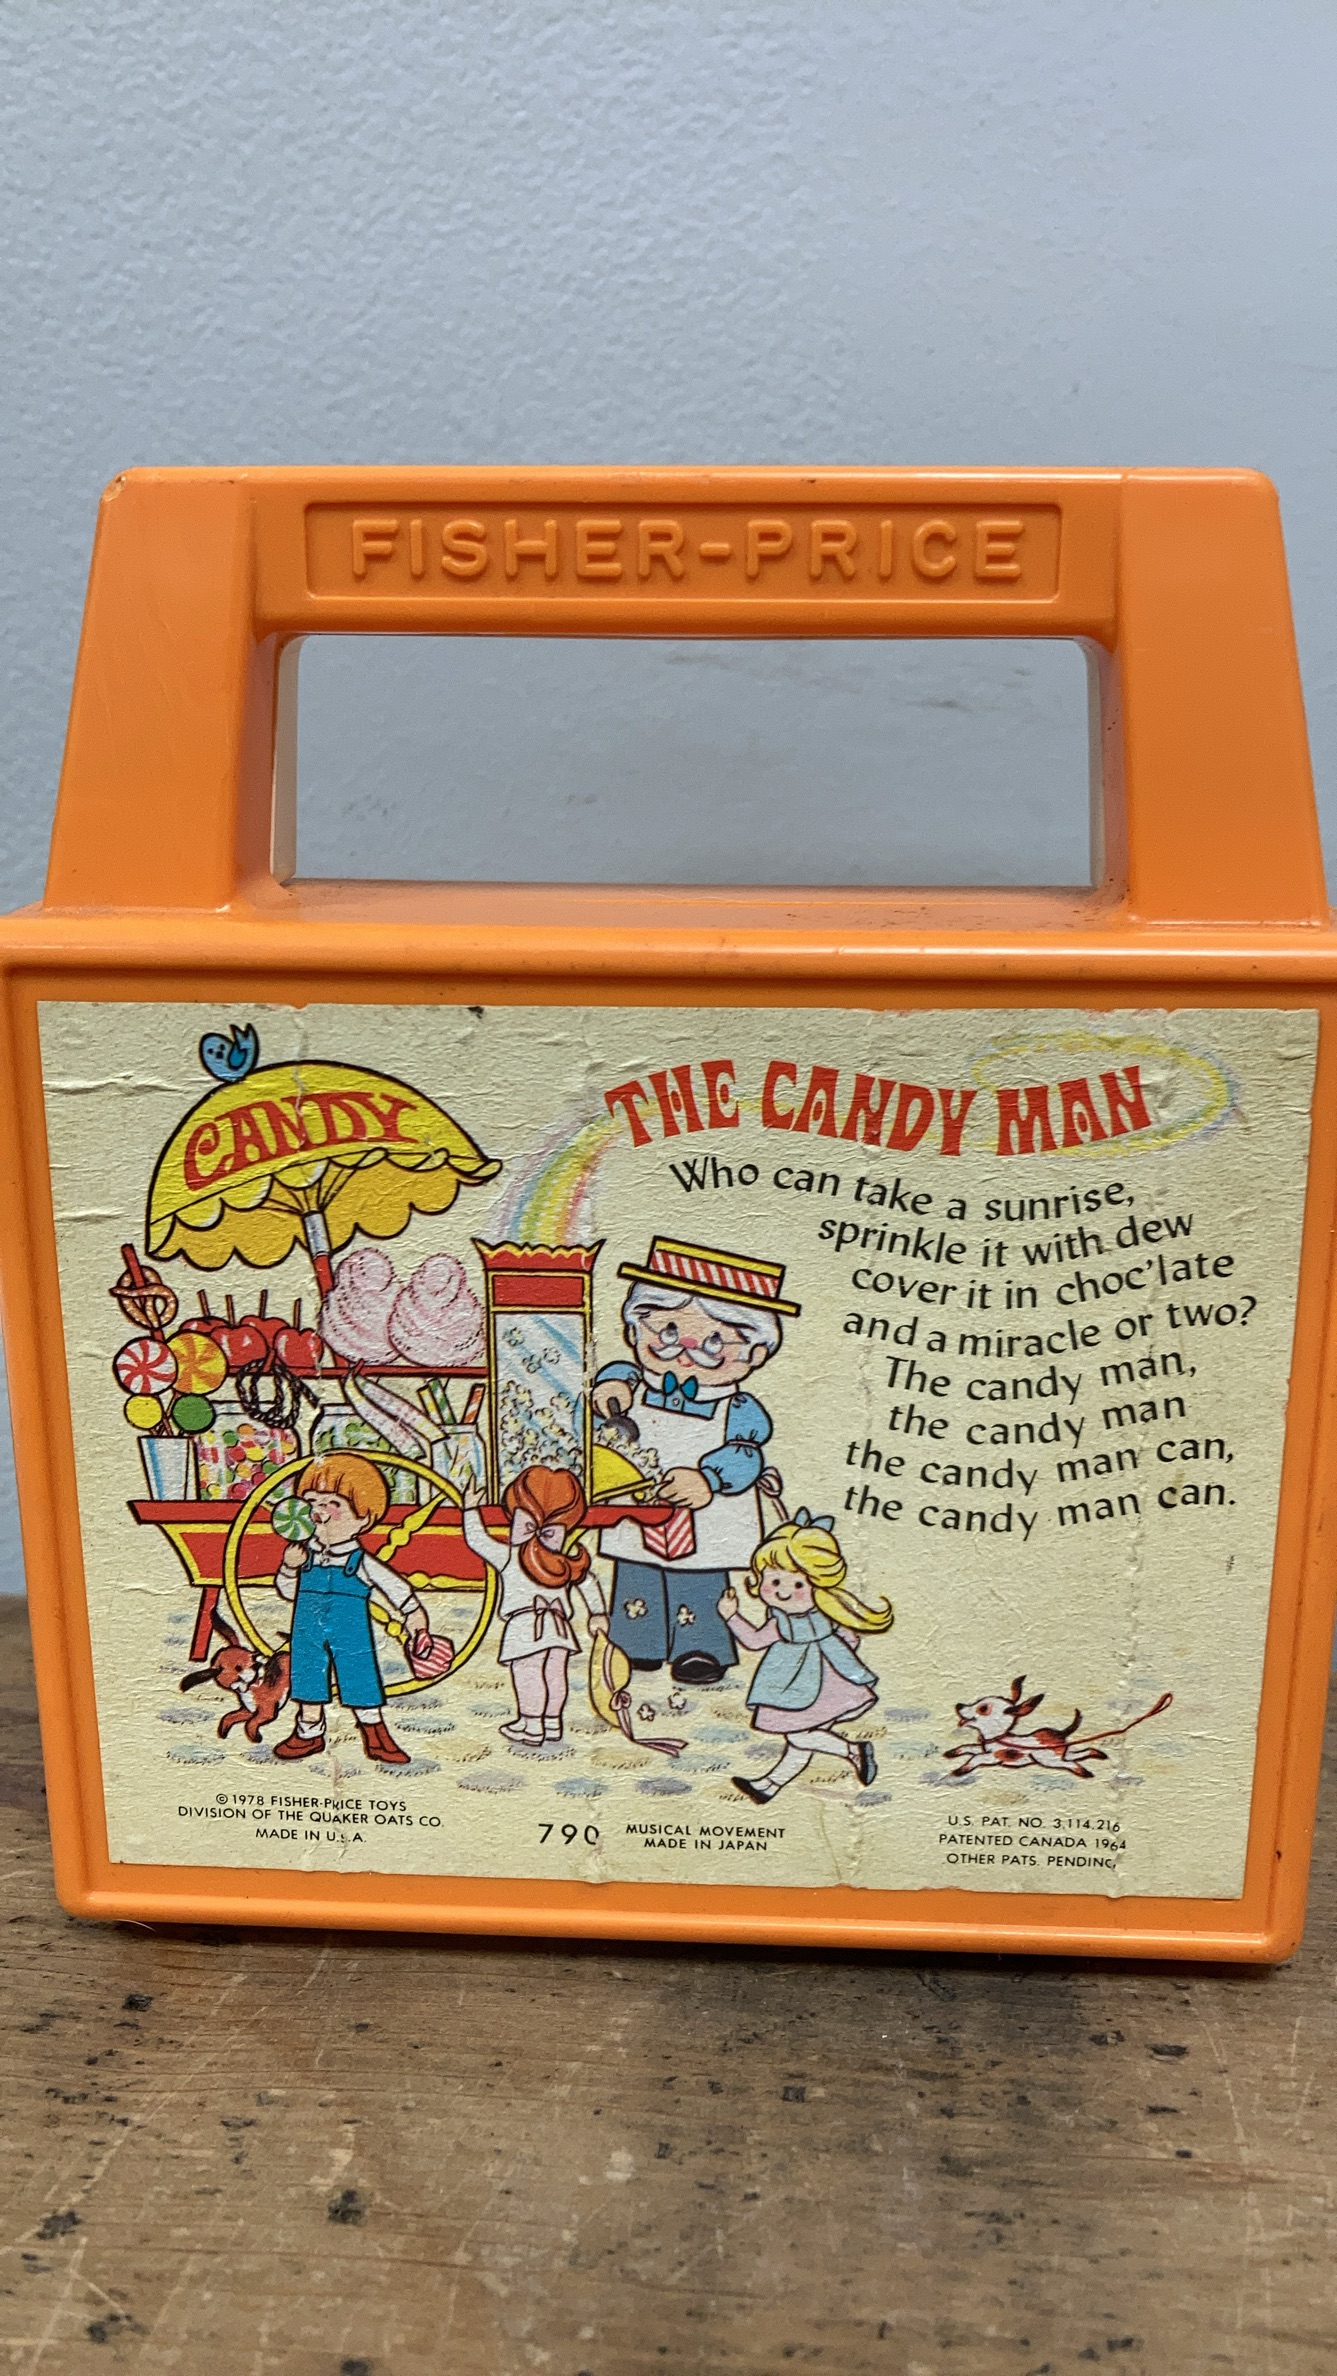 FISHER-PRICE
CANDY
THE CANDY MAN
Who can take a sunrise,
sprinkle it with dew
cover it in choc'late
and a miracle or two?
The candy man,
the candy man
the candy man can,
the candy man can.
© 1978 FISHER-PRICE TOYS
DIVISION OF THE QUAKER OATS CO.
MADE IN U.S.A.
790
MUSICAL MOVEMENT
MADE IN JAPAN
U.S. PAT. NO. 3,114,216
PATENTED CANADA 1964
OTHER PATS. PENDING,